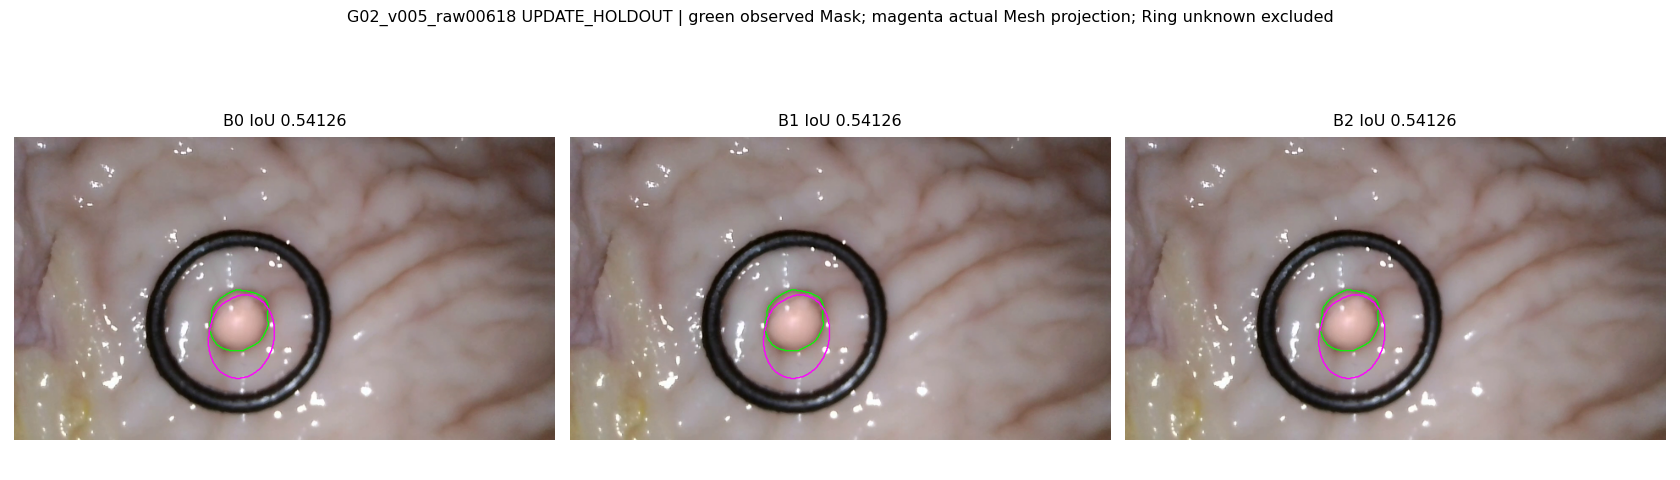 G02_v005_raw00618 UPDATE_HOLDOUT | green observed Mask; magenta actual Mesh projection; Ring unknown excluded
B0 IoU 0.54126
B1 IoU 0.54126
B2 IoU 0.54126